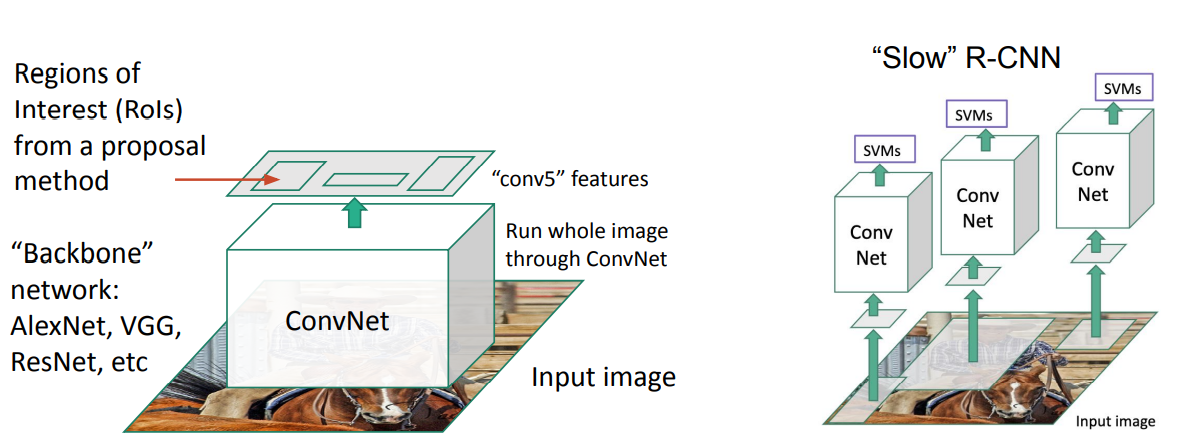 Regions of
Interest (RoIs)
from a proposal
method
"conv5" features
Run whole image
through ConvNet
"Backbone"
network:
AlexNet, VGG,
ResNet, etc
ConvNet
Input image
"Slow" R-CNN
SVMs
SVMs
SVMs
Conv
Net
Conv
Net
Conv
Net
Input image